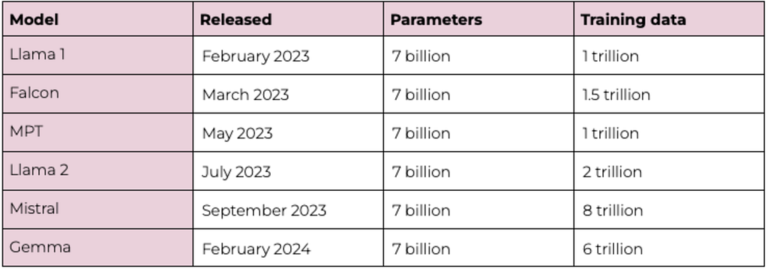 Model Released Parameters Training data
Llama 1 February 2023 7 billion 1 trillion
Falcon March 2023 7 billion 1.5 trillion
MPT May 2023 7 billion 1 trillion
Llama 2 July 2023 7 billion 2 trillion
Mistral September 2023 7 billion 8 trillion
Gemma February 2024 7 billion 6 trillion